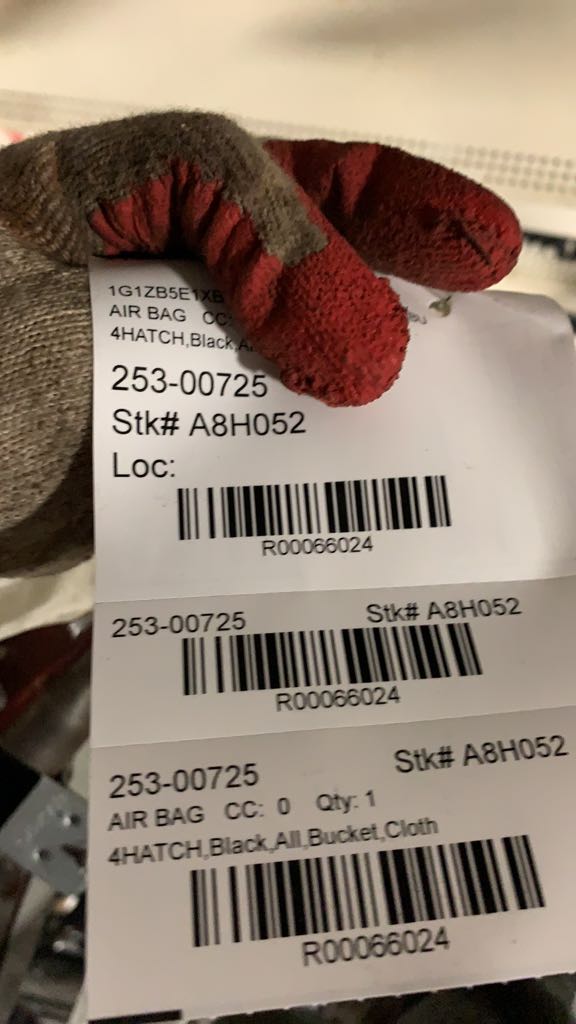 1G1ZB5E1XB
AIR BAG CC:
4HATCH,Black,A
253-00725
Stk# A8H052
Loc:
R00066024
253-00725 Stk# A8H052
R00066024
253-00725 Stk# A8H052
AIR BAG CC: 0 Qty: 1
4HATCH,Black,All,Bucket,Cloth
R00066024